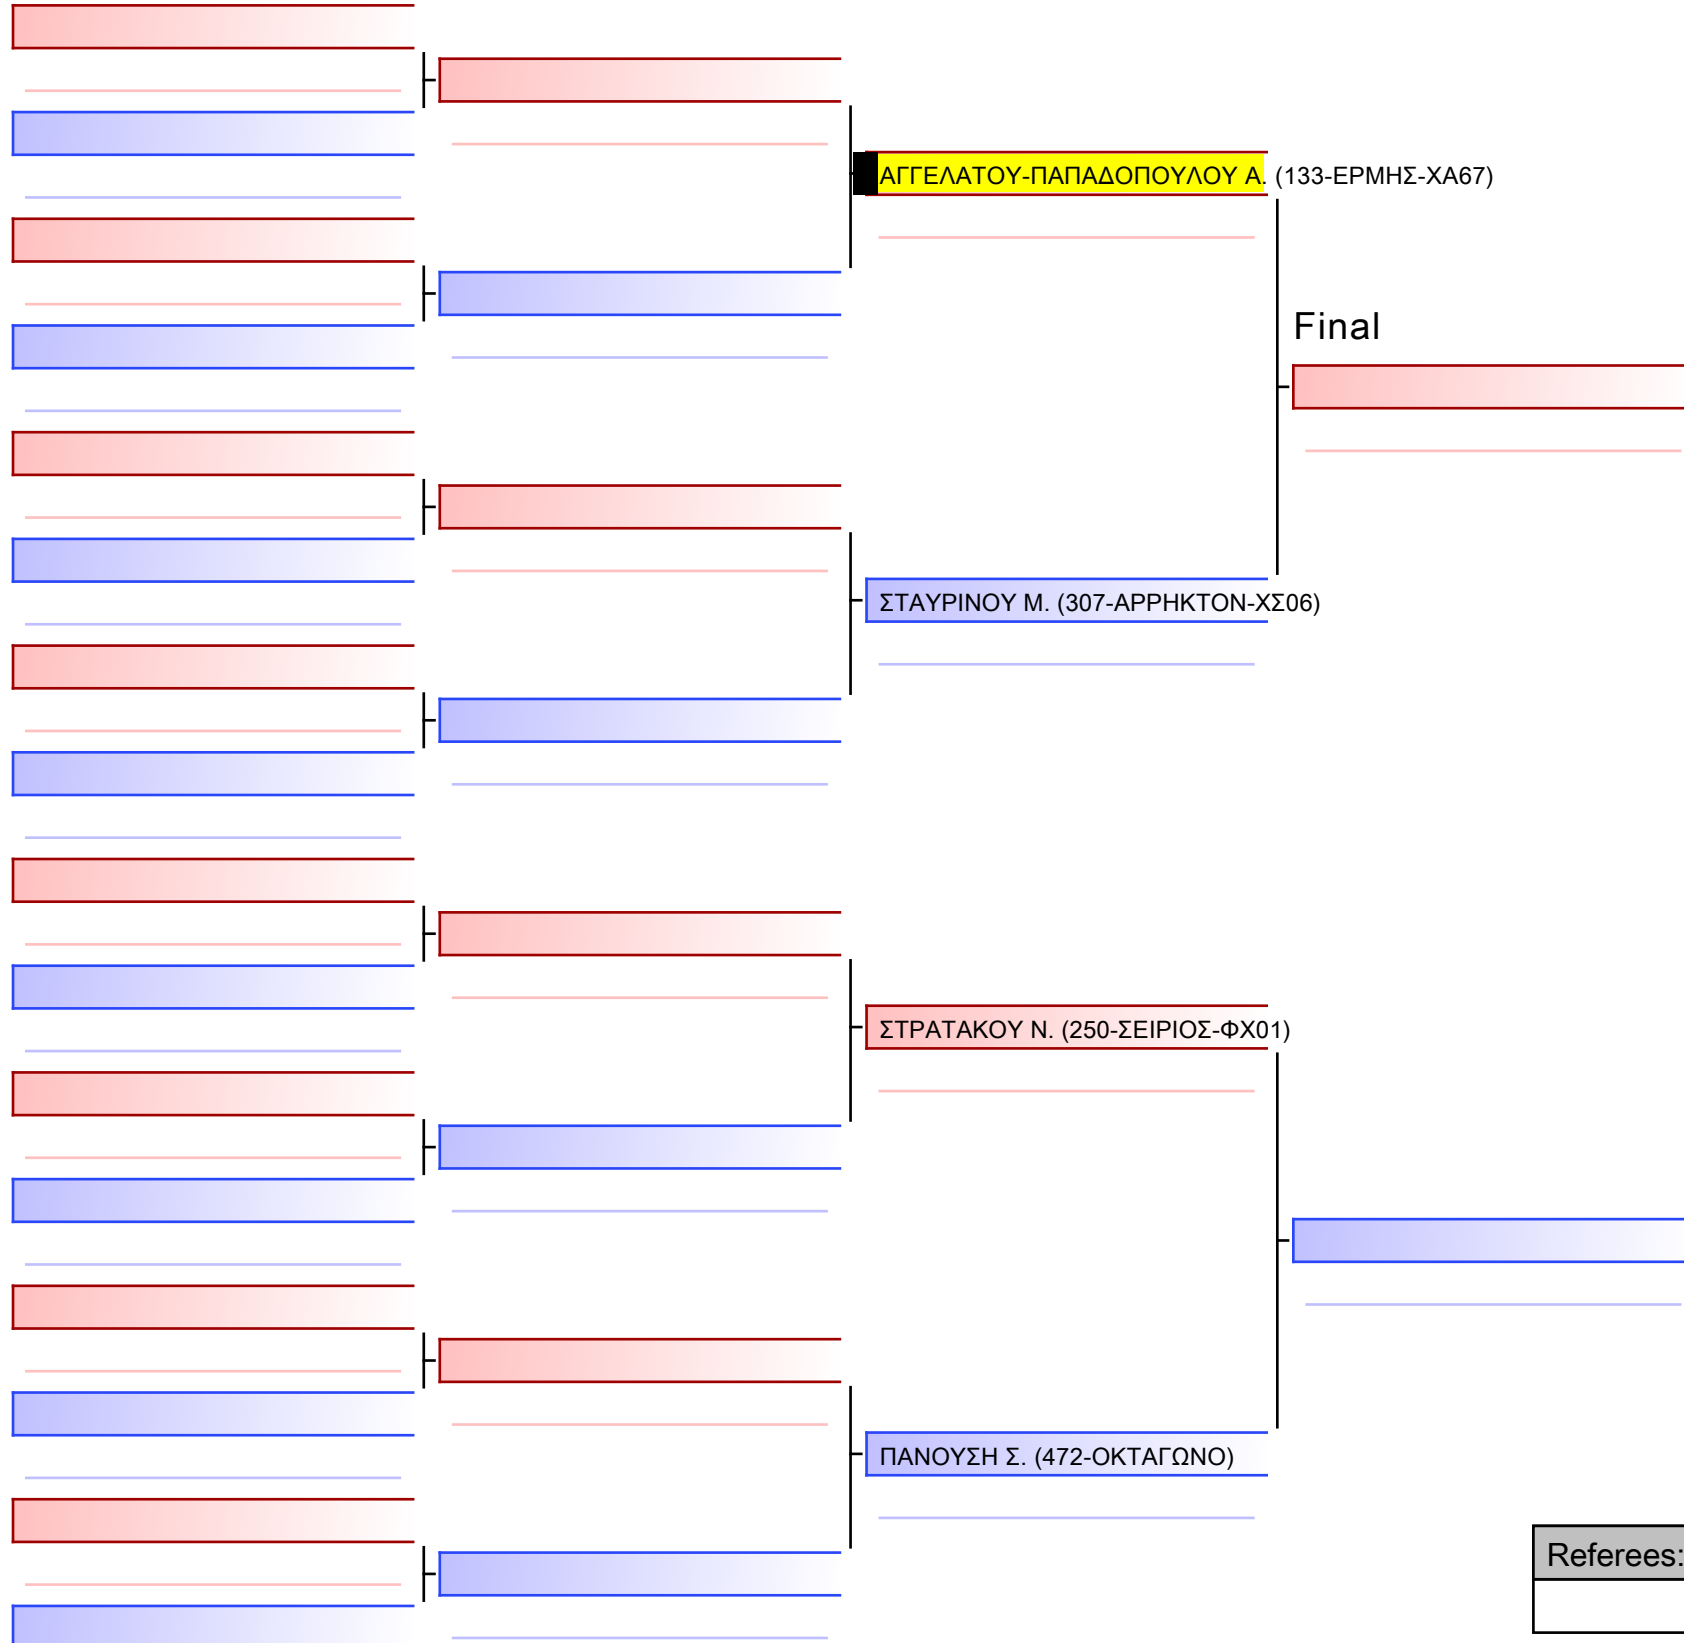 ΑΓΓΕΛΑΤΟΥ-ΠΑΠΑΔΟΠΟΥΛΟΥ Α. (133-ΕΡΜΗΣ-ΧΑ67)
Final
ΣΤΑΥΡΙΝΟΥ Μ. (307-ΑΡΡΗΚΤΟΝ-ΧΣ06)
ΣΤΡΑΤΑΚΟΥ Ν. (250-ΣΕΙΡΙΟΣ-ΦΧ01)
ΠΑΝΟΥΣΗ Σ. (472-ΟΚΤΑΓΩΝΟ)
Referees: